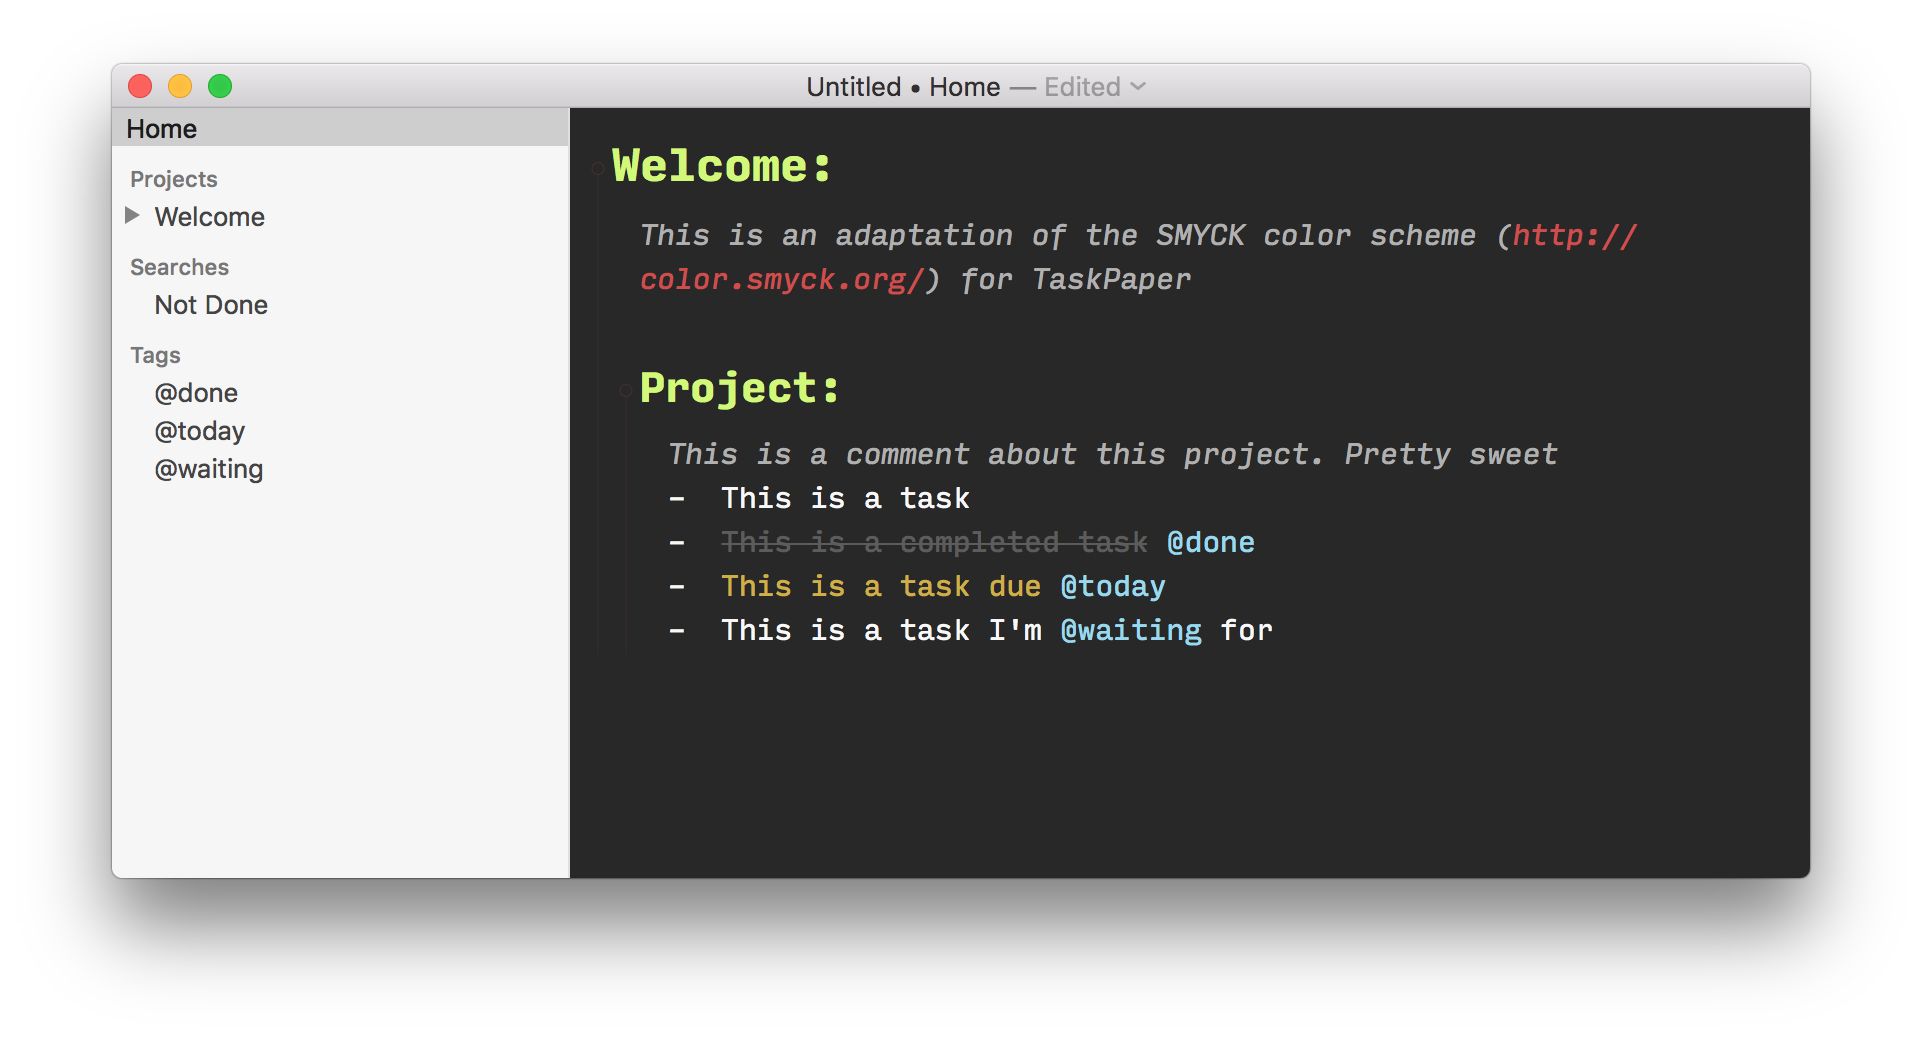 Untitled • Home — Edited
Home
Projects
Welcome
Searches
Not Done
Tags
@done
@today
@waiting
Welcome:
This is an adaptation of the SMYCK color scheme (http://
color.smyck.org/) for TaskPaper
Project:
This is a comment about this project. Pretty sweet
- This is a task
- This is a completed task @done
- This is a task due @today
- This is a task I'm @waiting for